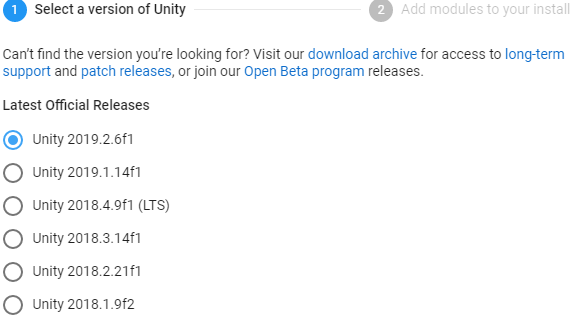 1 Select a version of Unity 2 Add modules to your install
Can't find the version you're looking for? Visit our download archive for access to long-term
support and patch releases, or join our Open Beta program releases.
Latest Official Releases
Unity 2019.2.6f1
Unity 2019.1.14f1
Unity 2018.4.9f1 (LTS)
Unity 2018.3.14f1
Unity 2018.2.21f1
Unity 2018.1.9f2